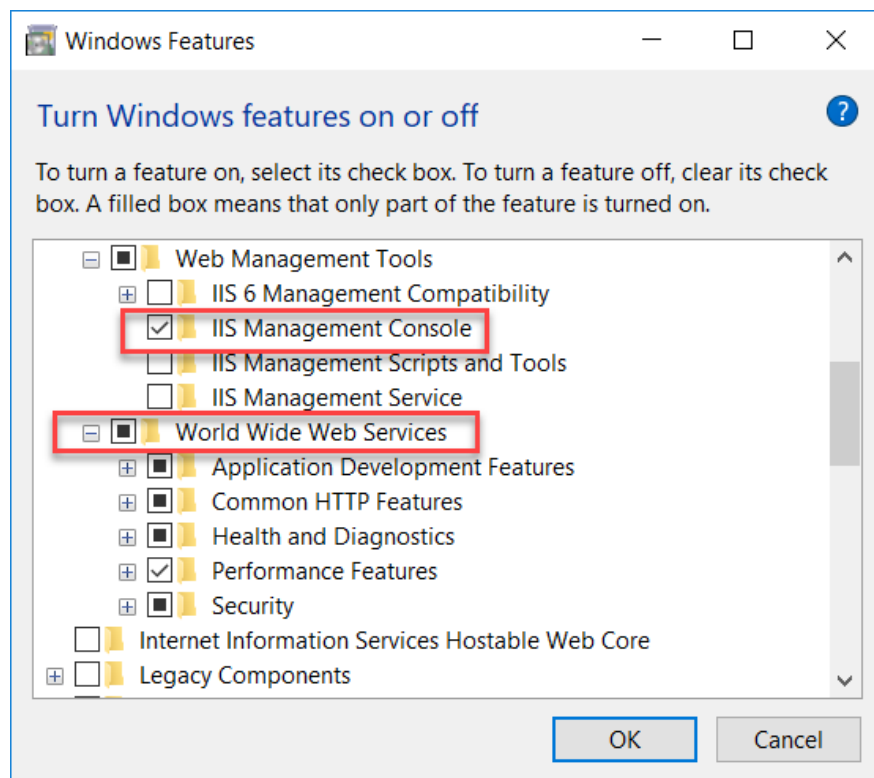 Windows Features
Turn Windows features on or off
?
To turn a feature on, select its check box. To turn a feature off, clear its check
box. A filled box means that only part of the feature is turned on.
Web Management Tools
IIS 6 Management Compatibility
IIS Management Console
IIS Management Scripts and Tools
IIS Management Service
World Wide Web Services
Application Development Features
Common HTTP Features
Health and Diagnostics
Performance Features
Security
Internet Information Services Hostable Web Core
Legacy Components
OK
Cancel